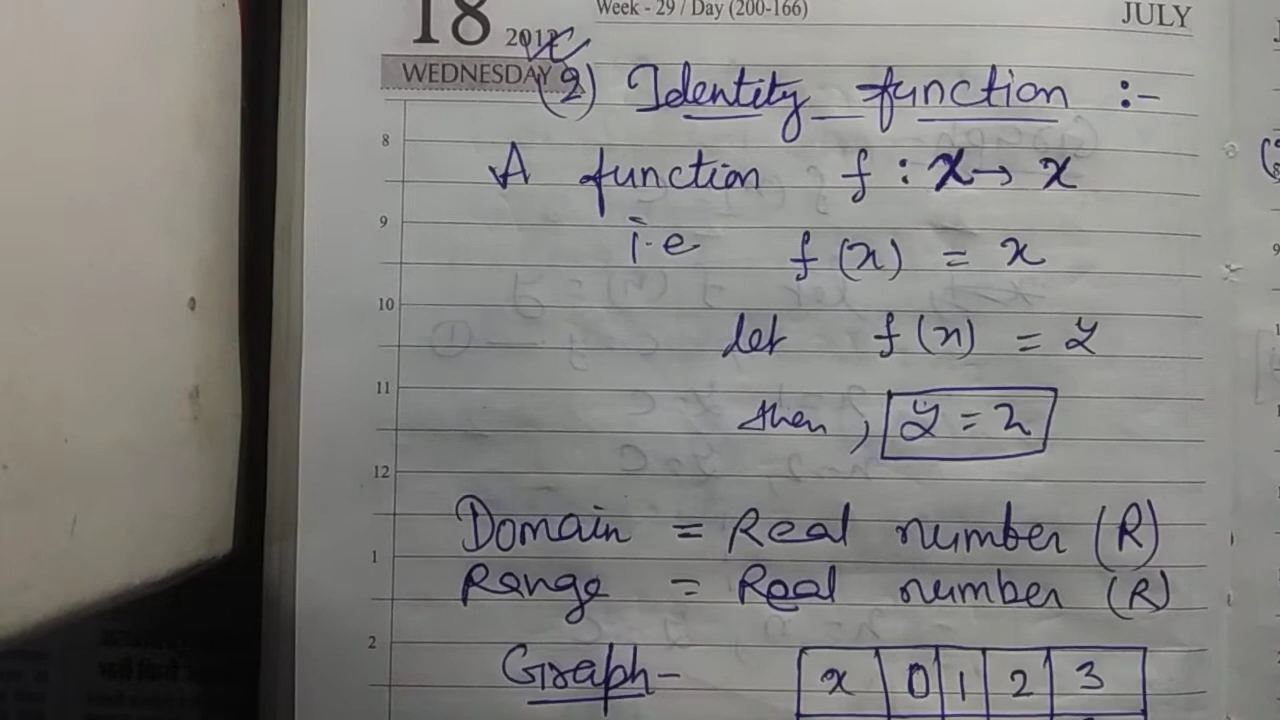 18 2012 Week - 29 / Day (200-166) JULY
WEDNESDAY
(2) Identity function :-
8
A function f : x → x
9
i.e f(x) = x
10
let f(x) = y
11
then, y = x
12
Domain = Real number (R)
1
Range = Real number (R)
2
Graph-
x 0 1 2 3